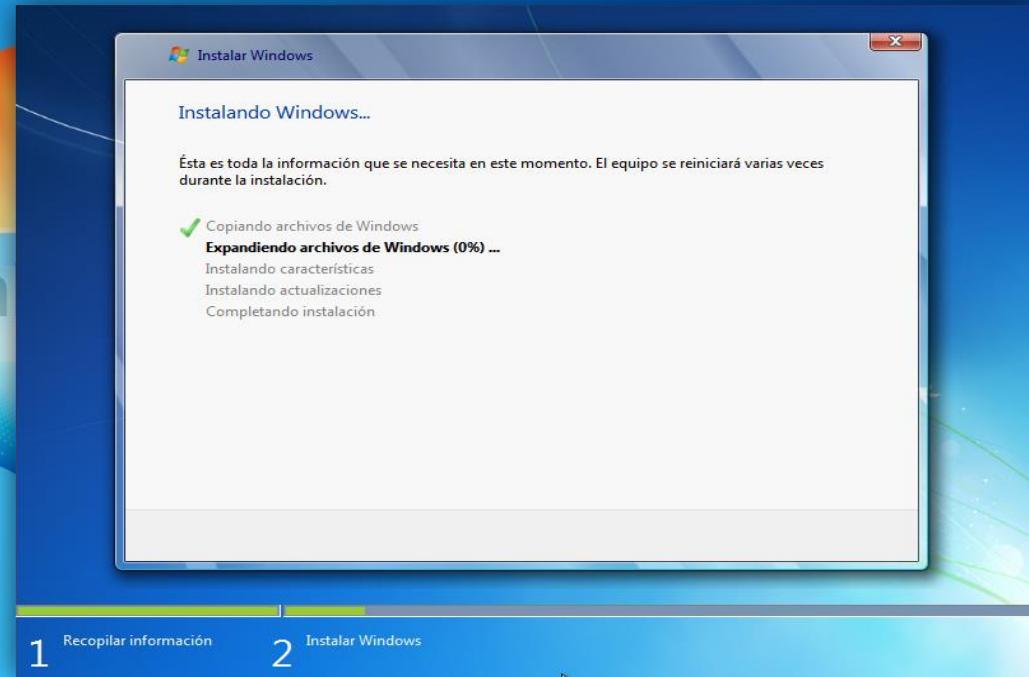 Instalar Windows
Instalando Windows...
Ésta es toda la información que se necesita en este momento. El equipo se reiniciará varias veces
durante la instalación.
Copiando archivos de Windows
Expandiendo archivos de Windows (0%) ...
Instalando características
Instalando actualizaciones
Completando instalación
1 Recopilar información 2 Instalar Windows